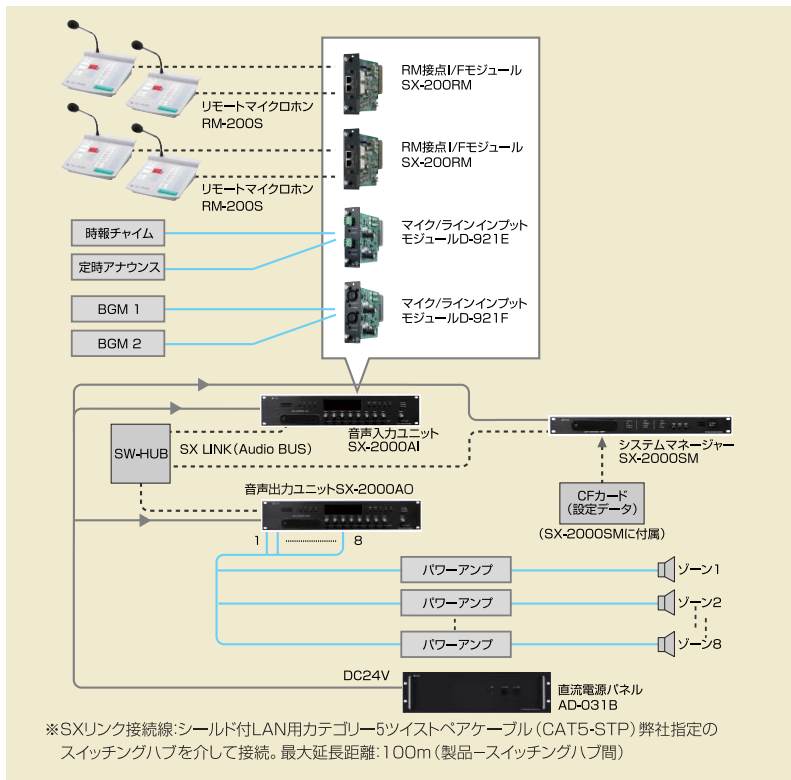 RM接点I/Fモジュール
SX-200RM
リモートマイクロホン
RM-200S
RM接点I/Fモジュール
SX-200RM
リモートマイクロホン
RM-200S
時報チャイム
定時アナウンス
マイク/ラインインプット
モジュールD-921E
BGM 1
BGM 2
マイク/ラインインプット
モジュールD-921F
SW-HUB
SX LINK(Audio BUS)
音声入力ユニット
SX-2000AI
システムマネージャー
SX-2000SM
音声出力ユニットSX-2000AO
CFカード
(設定データ)
(SX-2000SMに付属)
1 8
パワーアンプ
ゾーン1
パワーアンプ
ゾーン2
パワーアンプ
ゾーン8
DC24V
直流電源パネル
AD-031B
※SXリンク接続線:シールド付LAN用カテゴリー5ツイストペアケーブル(CAT5-STP)弊社指定の
スイッチングハブを介して接続。最大延長距離:100m(製品−スイッチングハブ間)